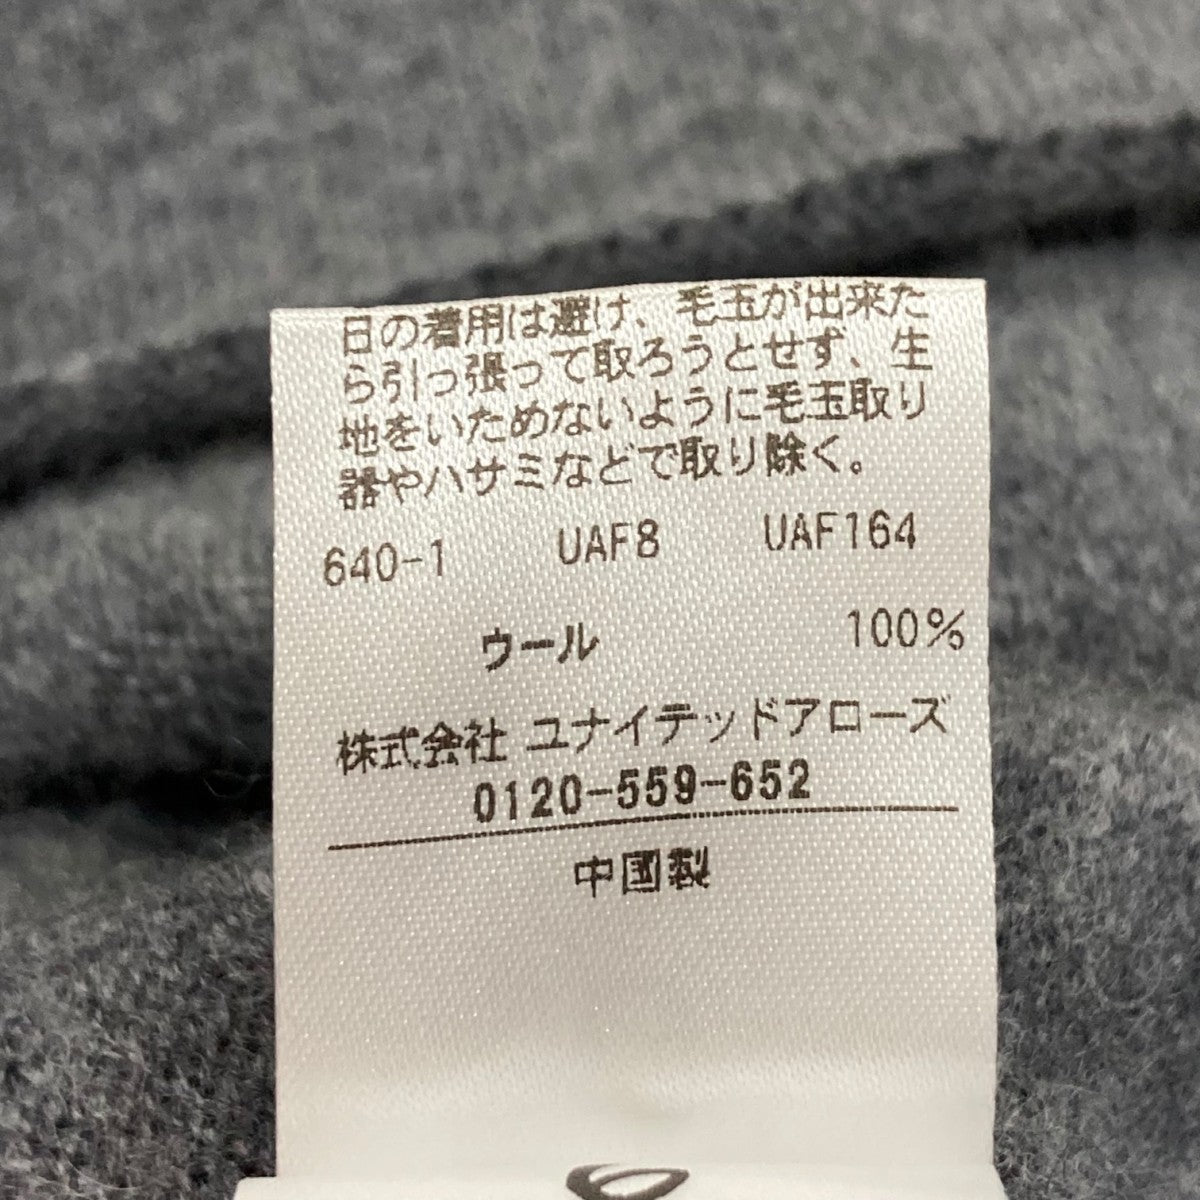 日の着用は避け、毛玉が出来た
ら引っ張って取ろうとせず、生
地をいためないように毛玉取り
器やハサミなどで取り除く。
640-1 UAF8 UAF164
ウール 100%
株式会社 ユナイテッドアローズ
0120-559-652
中国製